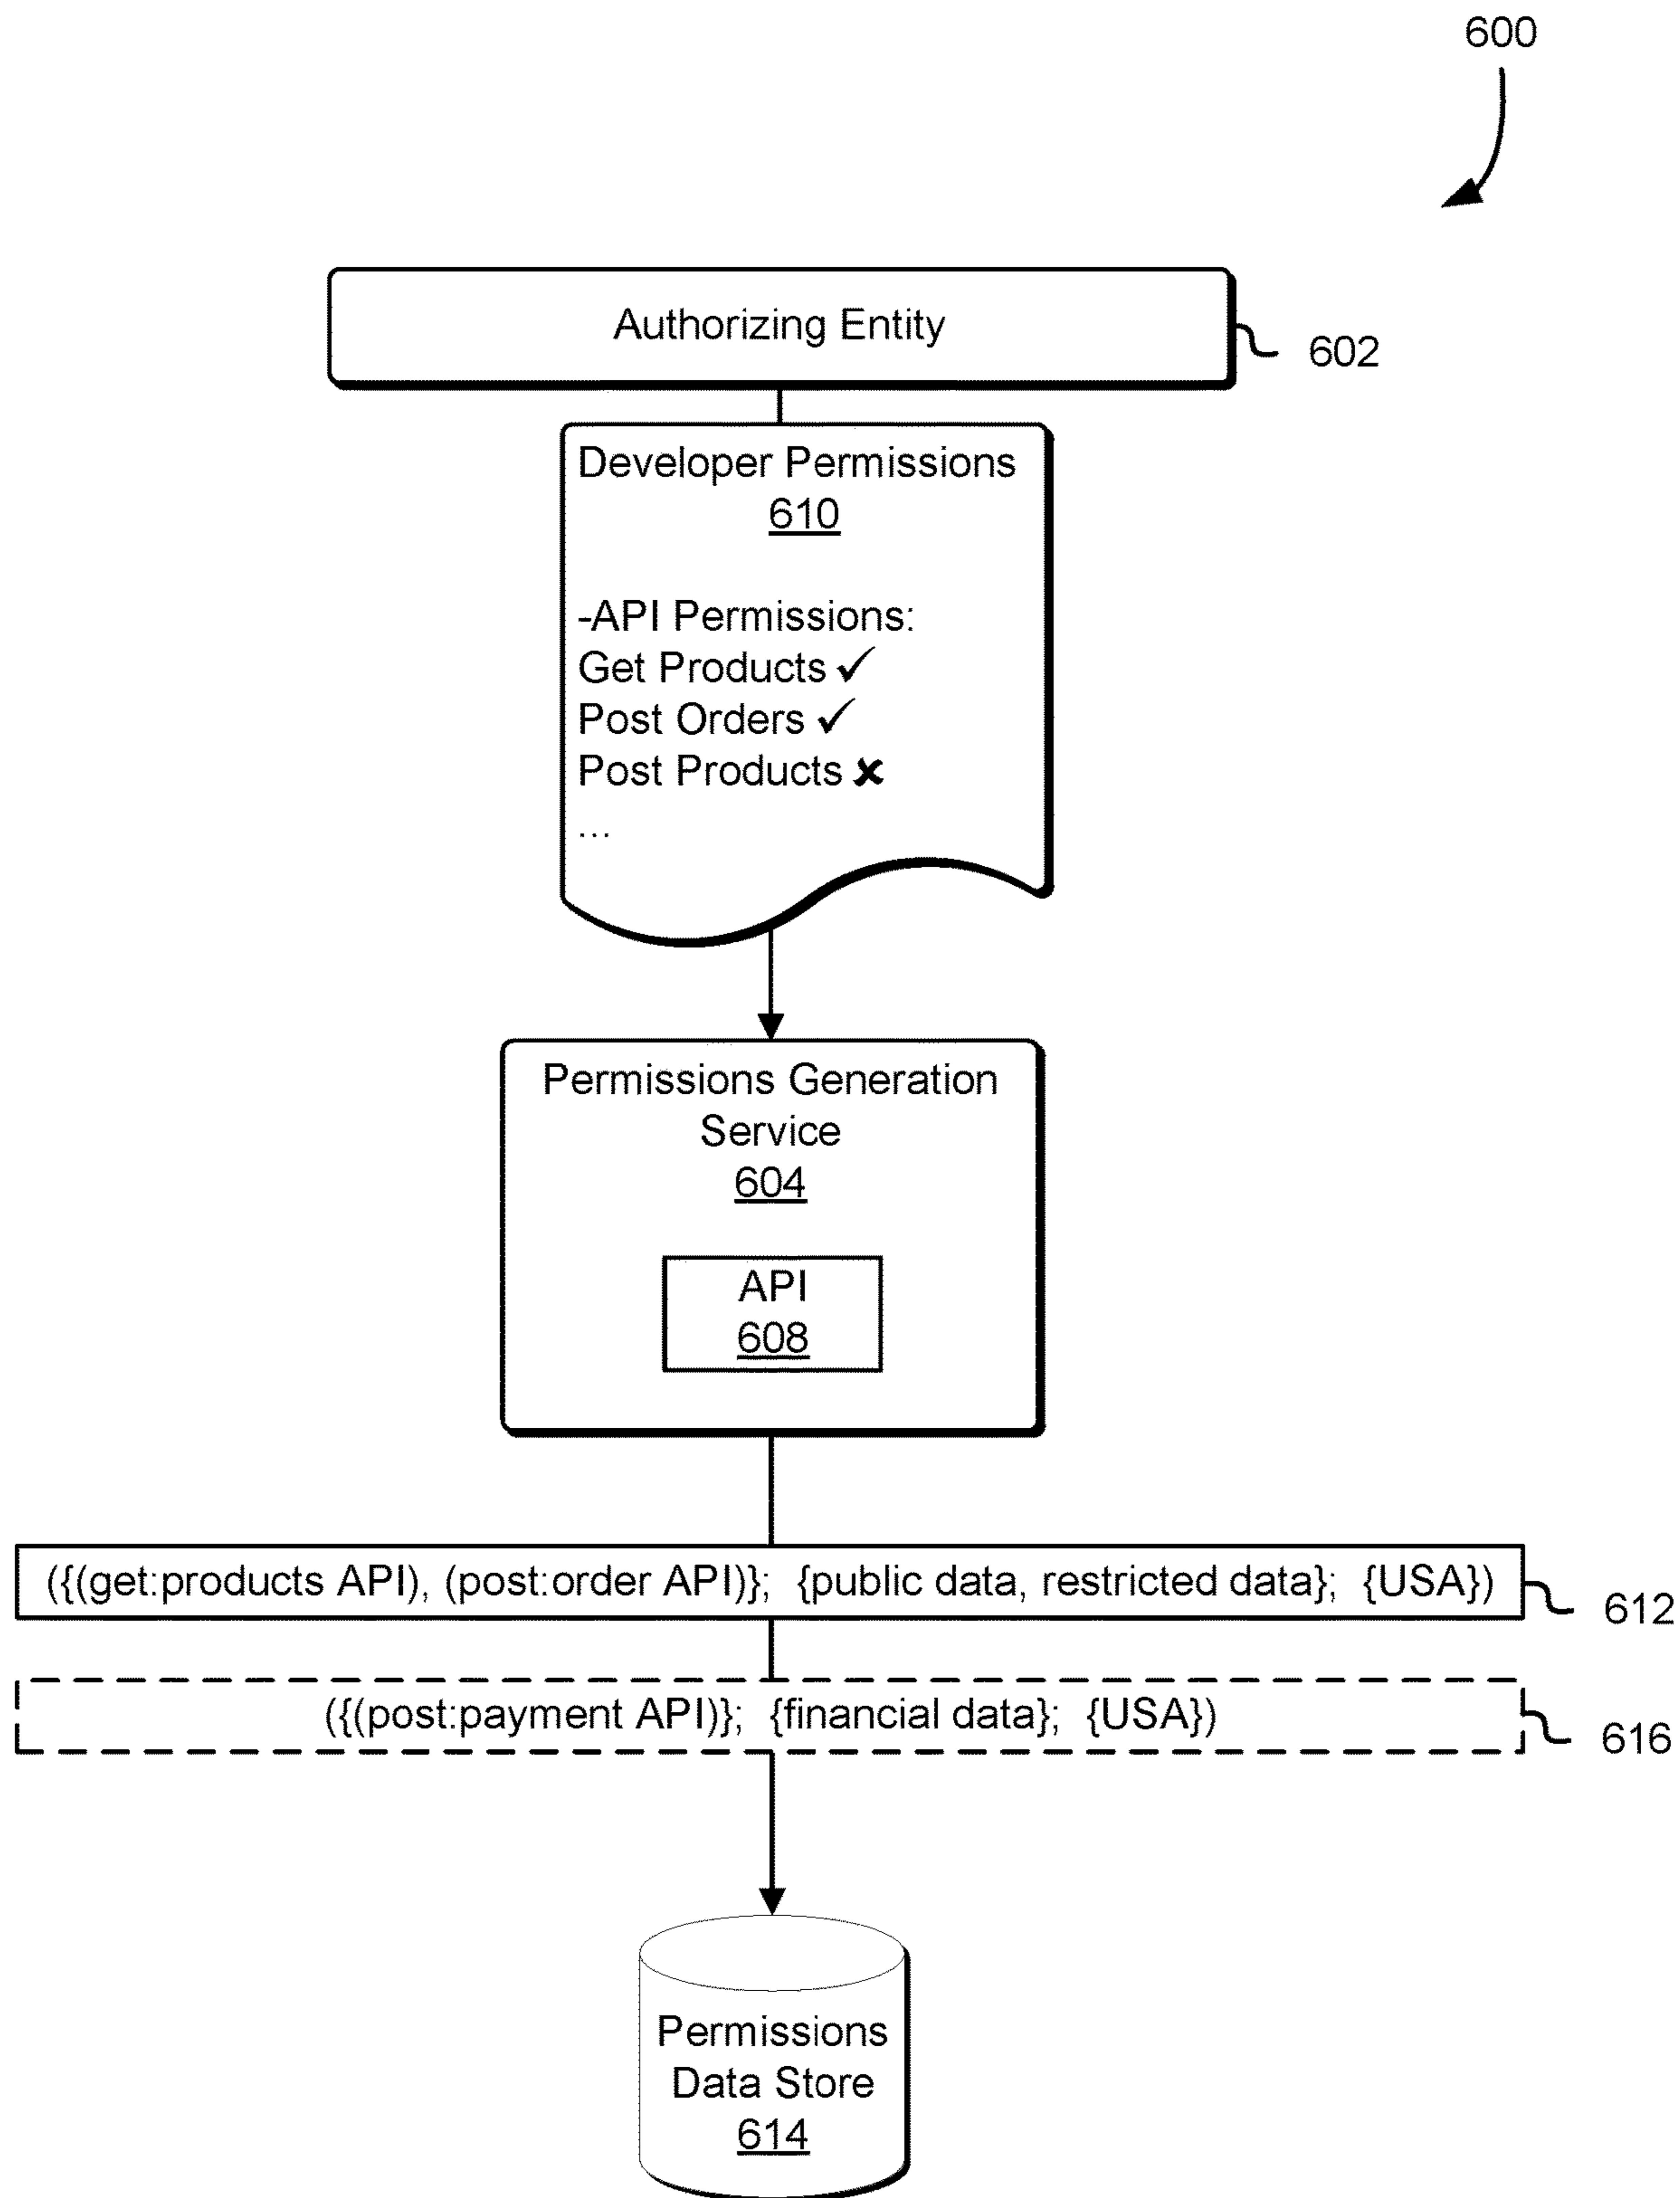 600
Authorizing Entity
602
Developer Permissions
610
-API Permissions:
Get Products ✓
Post Orders ✓
Post Products ✘
...
Permissions Generation
Service
604
API
608
({(get:products API), (post:order API)}; {public data, restricted data}; {USA})
612
({(post:payment API)}; {financial data}; {USA})
616
Permissions
Data Store
614